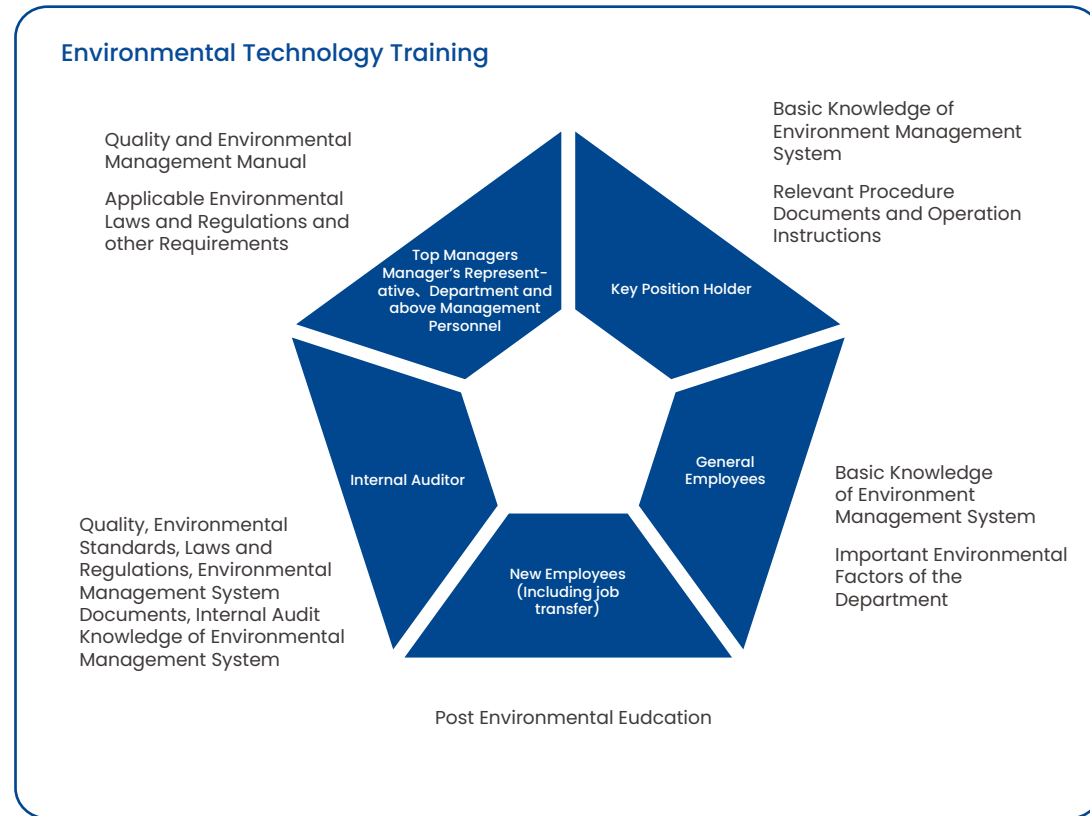 Environmental Technology Training
Quality and Environmental
Management Manual
Applicable Environmental
Laws and Regulations and
other Requirements
Top Managers
Manager’s Represent-
ative、Department and
above Management
Personnel
Basic Knowledge of
Environment Management
System
Relevant Procedure
Documents and Operation
Instructions
Key Position Holder
Internal Auditor
Quality, Environmental
Standards, Laws and
Regulations, Environmental
Management System
Documents, Internal Audit
Knowledge of Environmental
Management System
General
Employees
Basic Knowledge
of Environment
Management System
Important Environmental
Factors of the
Department
New Employees
(Including job
transfer)
Post Environmental Eudcation